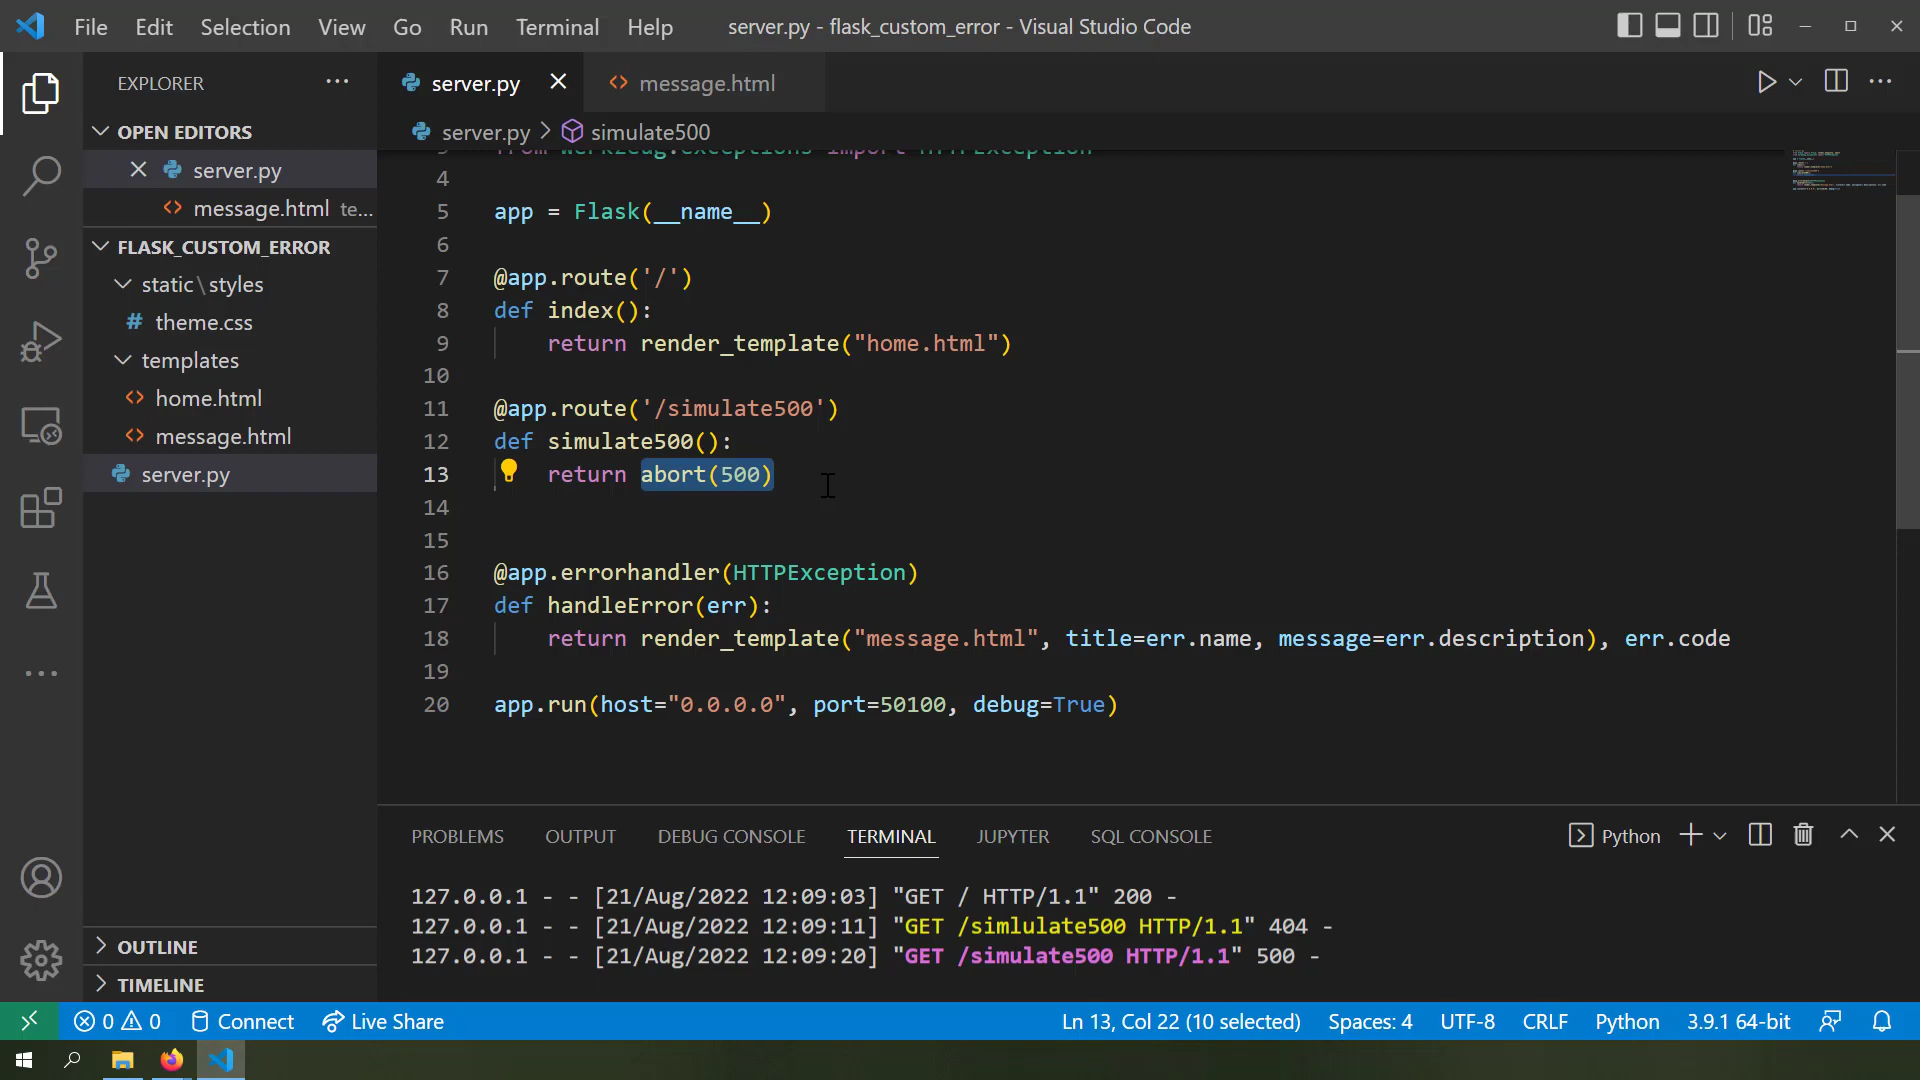 File Edit Selection View Go Run Terminal Help server.py - flask_custom_error - Visual Studio Code
EXPLORER
OPEN EDITORS
server.py
message.html te...
FLASK_CUSTOM_ERROR
static\styles
theme.css
templates
home.html
message.html
server.py
OUTLINE
TIMELINE
server.py message.html
server.py > simulate500
from werkzeug.exceptions import HTTPException
4
5 app = Flask(__name__)
6
7 @app.route('/')
8 def index():
9 return render_template("home.html")
10
11 @app.route('/simulate500')
12 def simulate500():
13 return abort(500)
14
15
16 @app.errorhandler(HTTPException)
17 def handleError(err):
18 return render_template("message.html", title=err.name, message=err.description), err.code
19
20 app.run(host="0.0.0.0", port=50100, debug=True)
PROBLEMS OUTPUT DEBUG CONSOLE TERMINAL JUPYTER SQL CONSOLE Python
127.0.0.1 - - [21/Aug/2022 12:09:03] "GET / HTTP/1.1" 200 -
127.0.0.1 - - [21/Aug/2022 12:09:11] "GET /simlulate500 HTTP/1.1" 404 -
127.0.0.1 - - [21/Aug/2022 12:09:20] "GET /simulate500 HTTP/1.1" 500 -
0 0 Connect Live Share Ln 13, Col 22 (10 selected) Spaces: 4 UTF-8 CRLF Python 3.9.1 64-bit